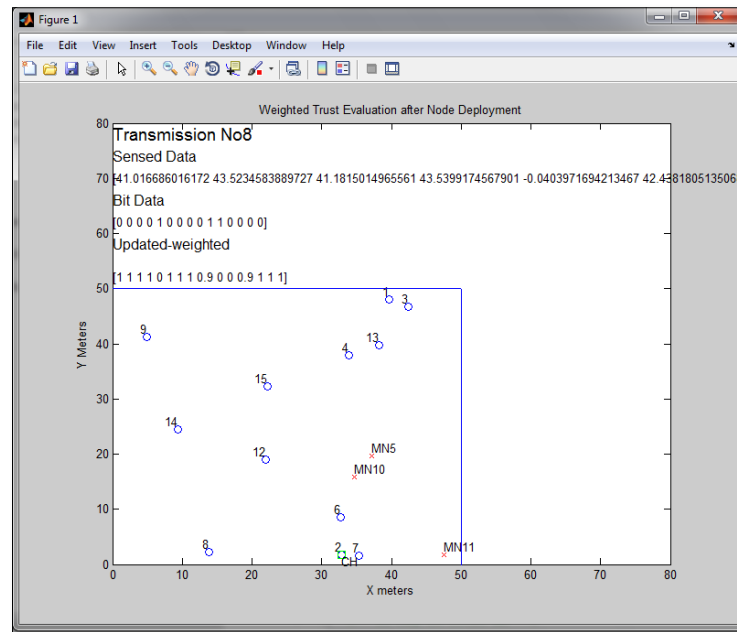 Figure 1
File Edit View Insert Tools Desktop Window Help
Weighted Trust Evaluation after Node Deployment
80
Transmission No8
Sensed Data
70 [41.016686016172 43.5234583889727 41.1815014965561 43.5399174567901 -0.0403971694213467 42.438180513506
Bit Data
[0 0 0 0 1 0 0 0 0 1 1 0 0 0 0]
60
Updated-weighted
[1 1 1 1 0 1 1 1 0.9 0 0 0.9 1 1 1]
50
1 3
9 4 13
40
15
30
14
12 MN5
20
MN10
10
6
8 2 7 MN11
CH
0
0 10 20 30 40 50 60 70 80
X meters
Y Meters